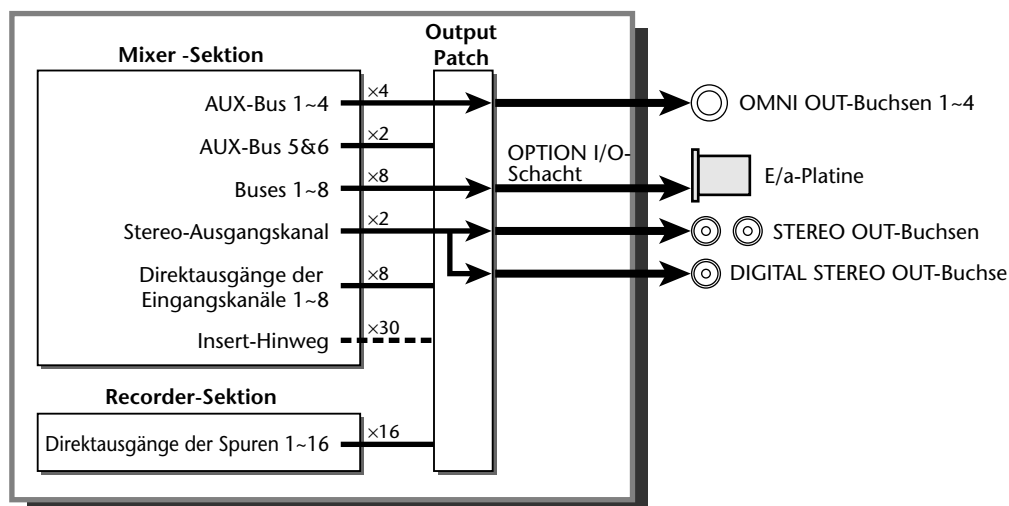 Output
Patch
Mixer -Sektion
AUX-Bus 1~4
×4
OMNI OUT-Buchsen 1~4
AUX-Bus 5&6
×2
OPTION I/O-
Schacht
E/a-Platine
Buses 1~8
×8
Stereo-Ausgangskanal
×2
STEREO OUT-Buchsen
Direktausgänge der
Eingangskanäle 1~8
×8
DIGITAL STEREO OUT-Buchse
Insert-Hinweg
×30
Recorder-Sektion
Direktausgänge der Spuren 1~16
×16